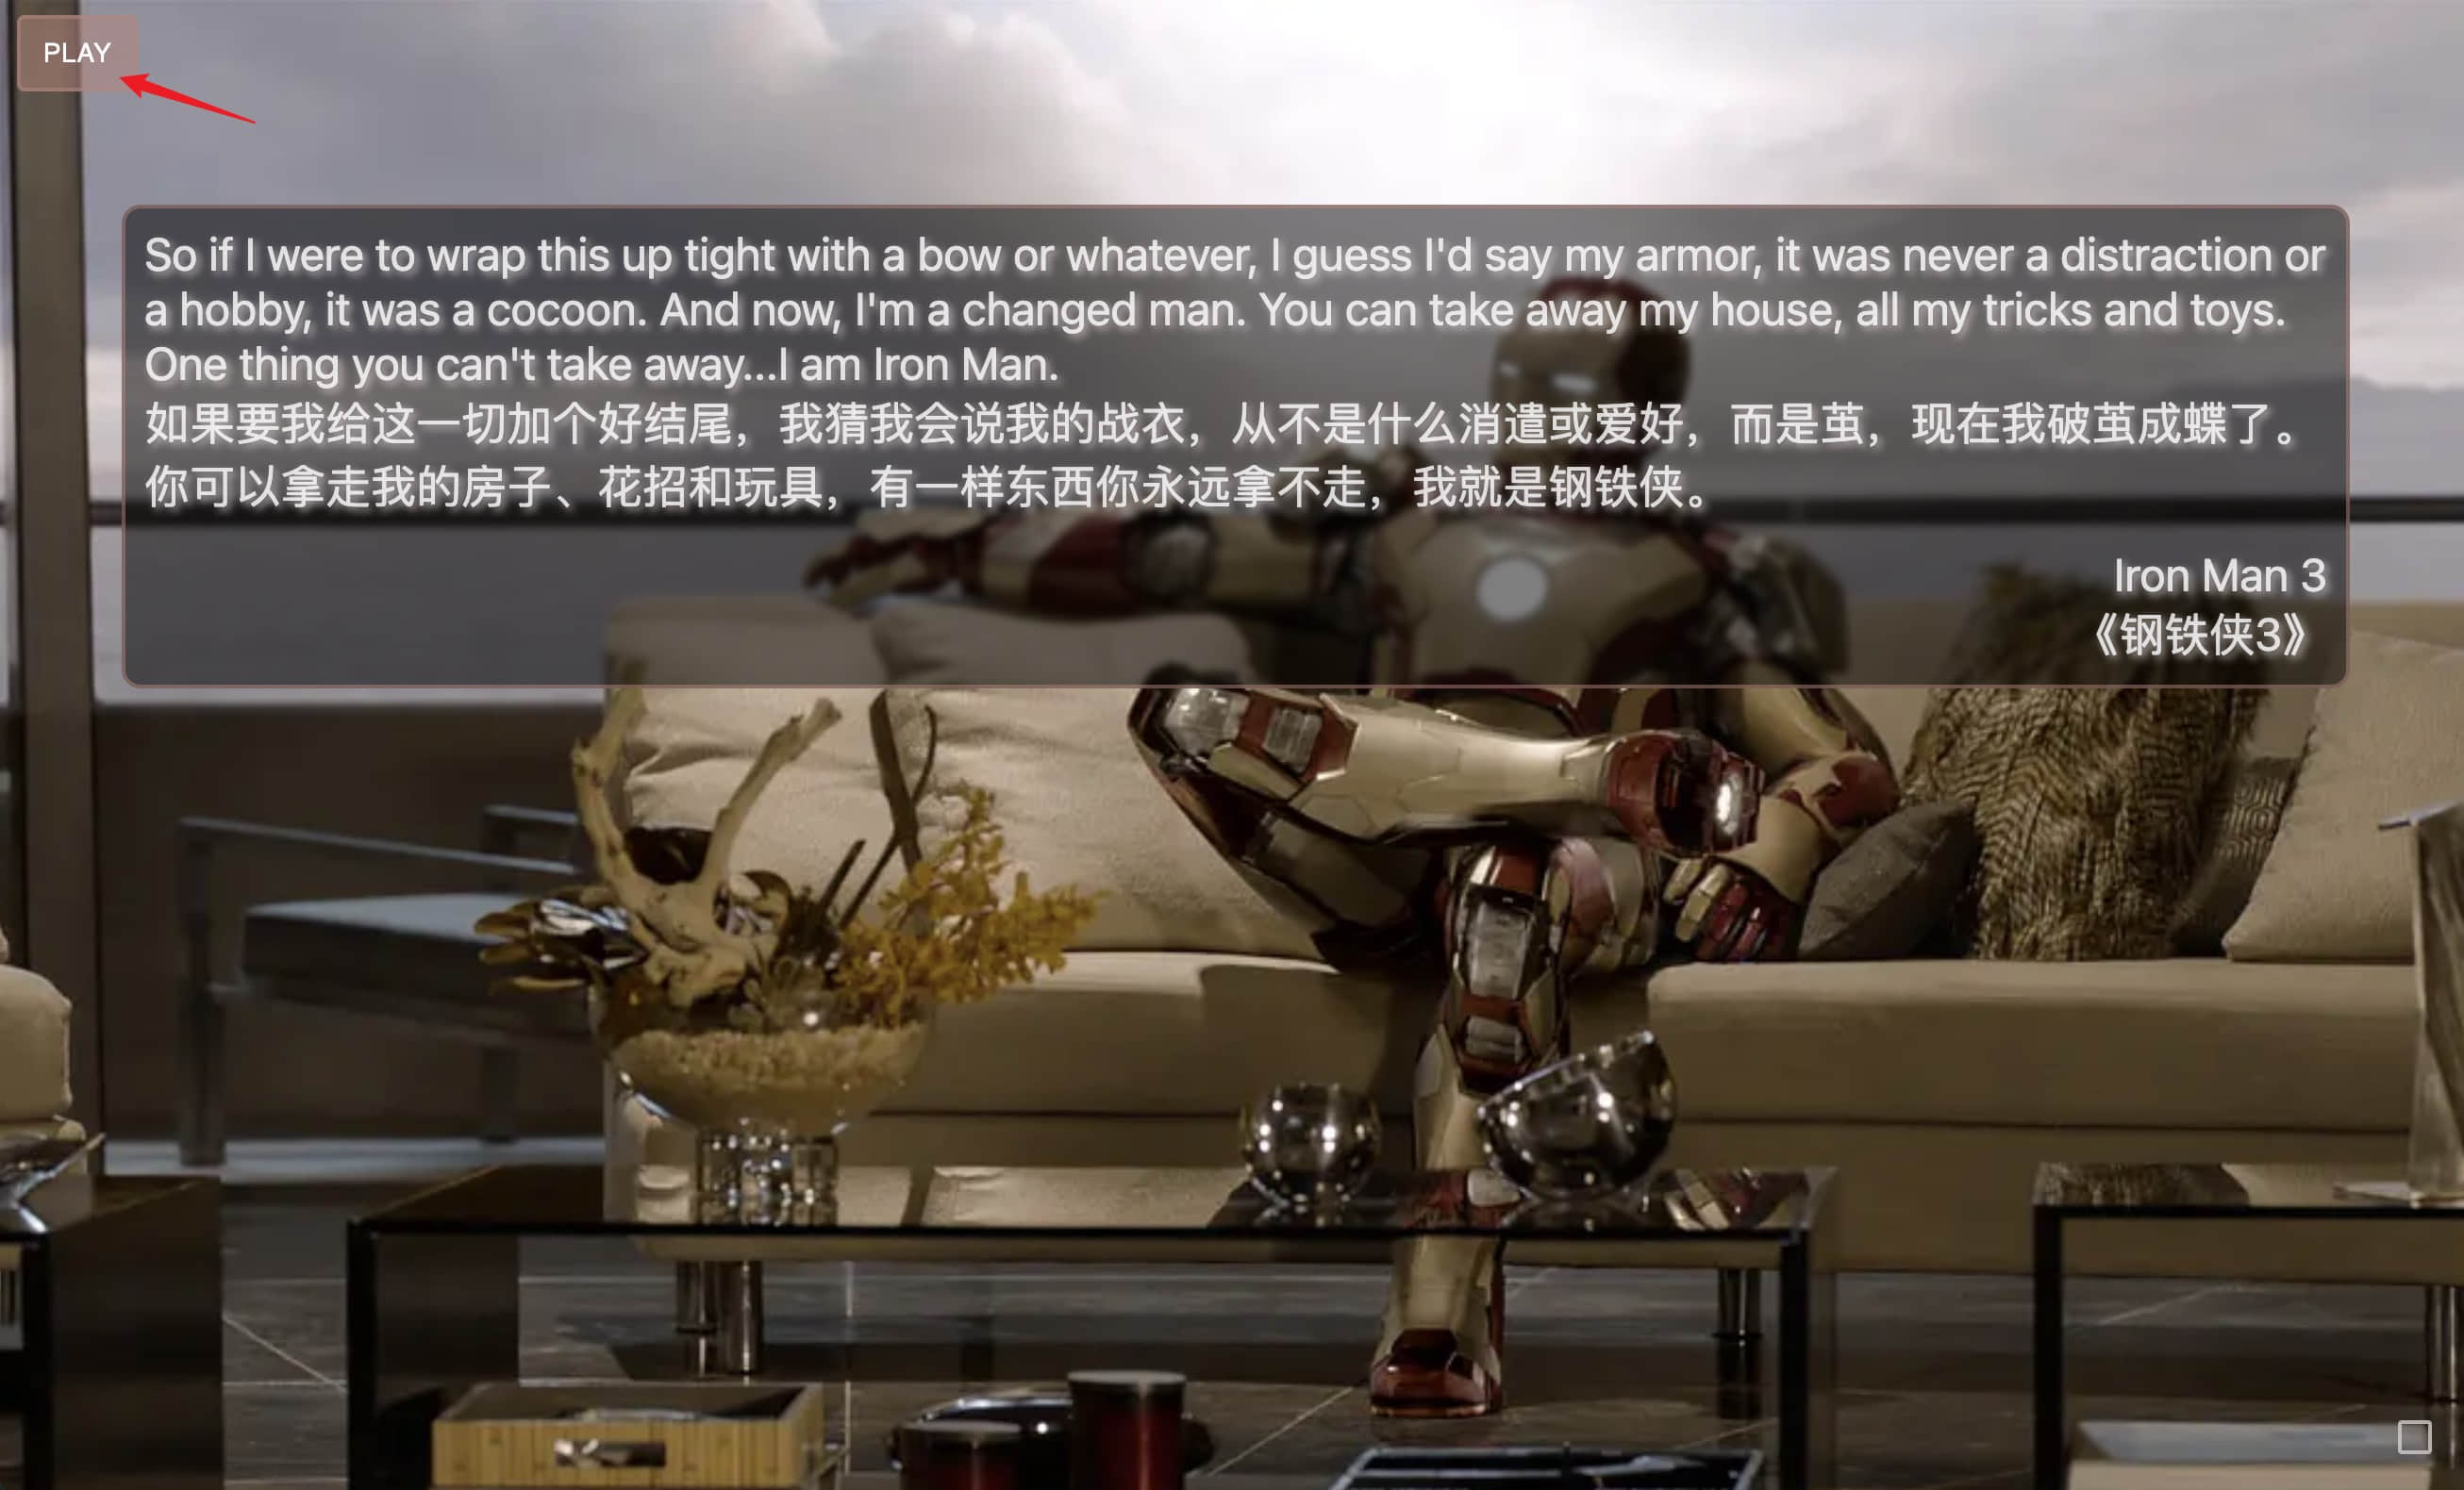 PLAY
So if I were to wrap this up tight with a bow or whatever, I guess I'd say my armor, it was never a distraction or
a hobby, it was a cocoon. And now, I'm a changed man. You can take away my house, all my tricks and toys.
One thing you can't take away...I am Iron Man.
如果要我给这一切加个好结尾，我猜我会说我的战衣，从不是什么消遣或爱好，而是茧，现在我破茧成蝶了。
你可以拿走我的房子、花招和玩具，有一样东西你永远拿不走，我就是钢铁侠。
Iron Man 3
《钢铁侠3》